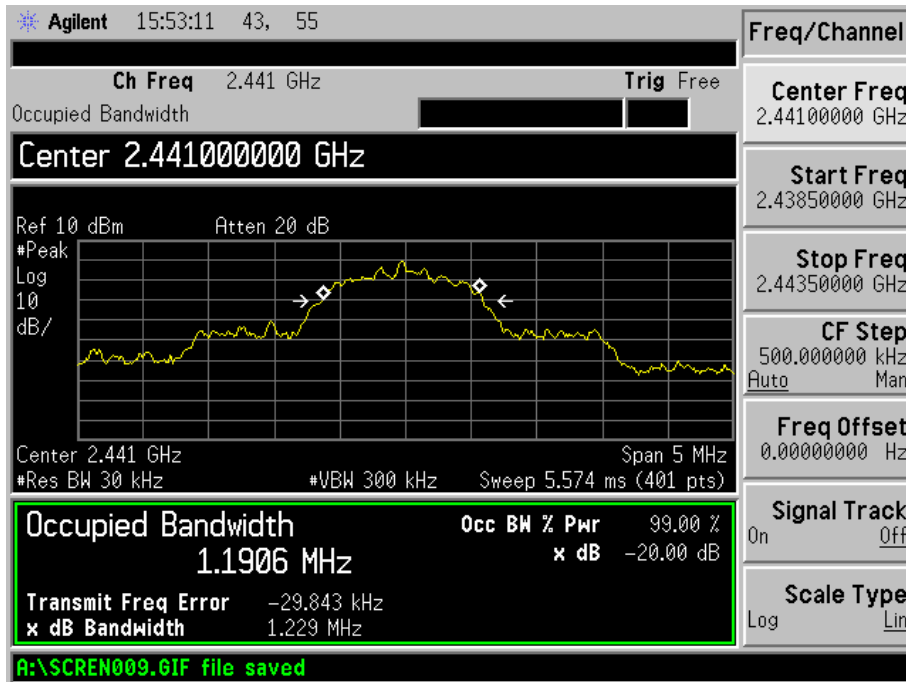 Agilent 15:53:11 43, 55
Ch Freq 2.441 GHz Trig Free
Occupied Bandwidth
Center 2.441000000 GHz
Ref 10 dBm Atten 20 dB
#Peak
Log
10
dB/
Center 2.441 GHz Span 5 MHz
#Res BW 30 kHz #VBW 300 kHz Sweep 5.574 ms (401 pts)
Occupied Bandwidth Occ BW % Pwr 99.00 %
1.1906 MHz x dB -20.00 dB
Transmit Freq Error -29.843 kHz
x dB Bandwidth 1.229 MHz
A:\SCREN009.GIF file saved
Freq/Channel
Center Freq
2.44100000 GHz
Start Freq
2.43850000 GHz
Stop Freq
2.44350000 GHz
CF Step
500.000000 kHz
Auto Man
Freq Offset
0.00000000 Hz
Signal Track
On Off
Scale Type
Log Lin